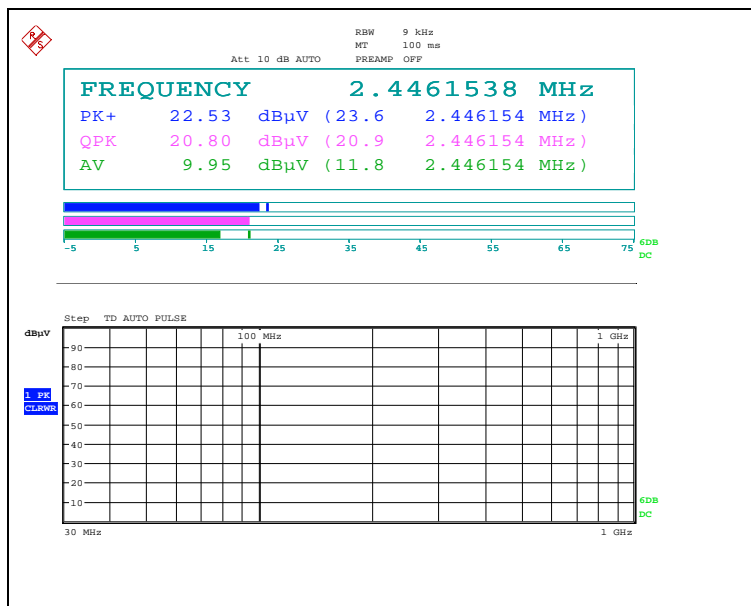 R S
RBW 9 kHz
MT 100 ms
Att 10 dB AUTO PREAMP OFF
FREQUENCY 2.4461538 MHz
PK+ 22.53 dBµV (23.6 2.446154 MHz)
QPK 20.80 dBµV (20.9 2.446154 MHz)
AV 9.95 dBµV (11.8 2.446154 MHz)
-5 5 15 25 35 45 55 65 75
6DB
DC
Step TD AUTO PULSE
dBµV
100 MHz 1 GHz
90
80
70
1 PK
CLRWR
60
50
40
30
20
10
6DB
DC
30 MHz 1 GHz